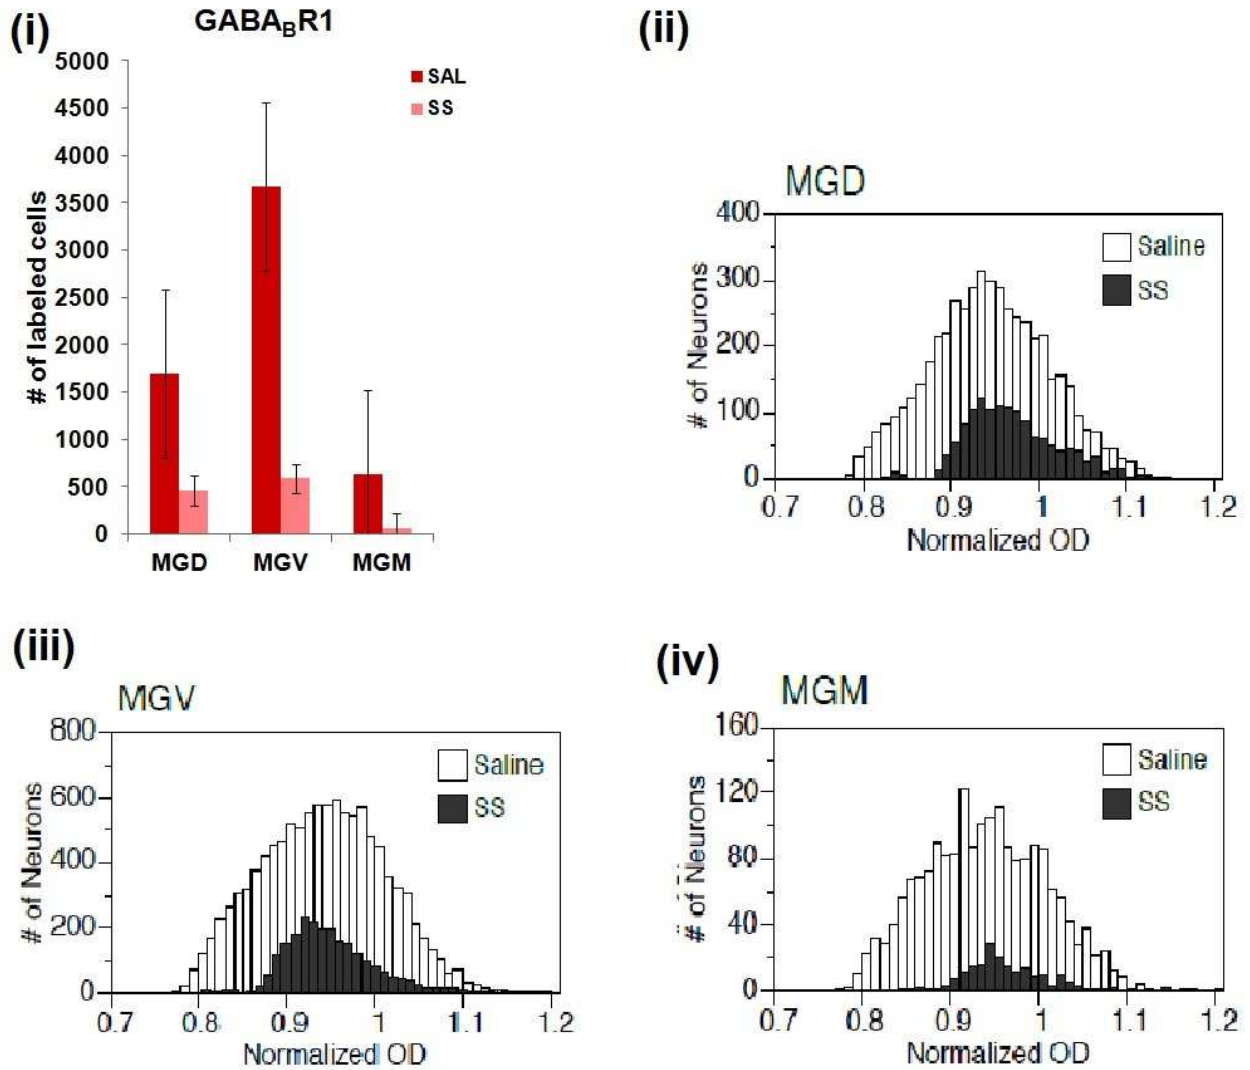 (i)
GABA_BR1
5000
4500
4000
3500
3000
2500
2000
1500
1000
500
0
# of labeled cells
SAL
SS
MGD MGV MGM
(ii)
MGD
400
300
200
100
0
# of Neurons
Saline
SS
0.7 0.8 0.9 1 1.1 1.2
Normalized OD
(iii)
MGV
800
600
400
200
0
# of Neurons
Saline
SS
0.7 0.8 0.9 1 1.1 1.2
Normalized OD
(iv)
MGM
160
120
80
40
0
# of Neurons
Saline
SS
0.7 0.8 0.9 1 1.1 1.2
Normalized OD